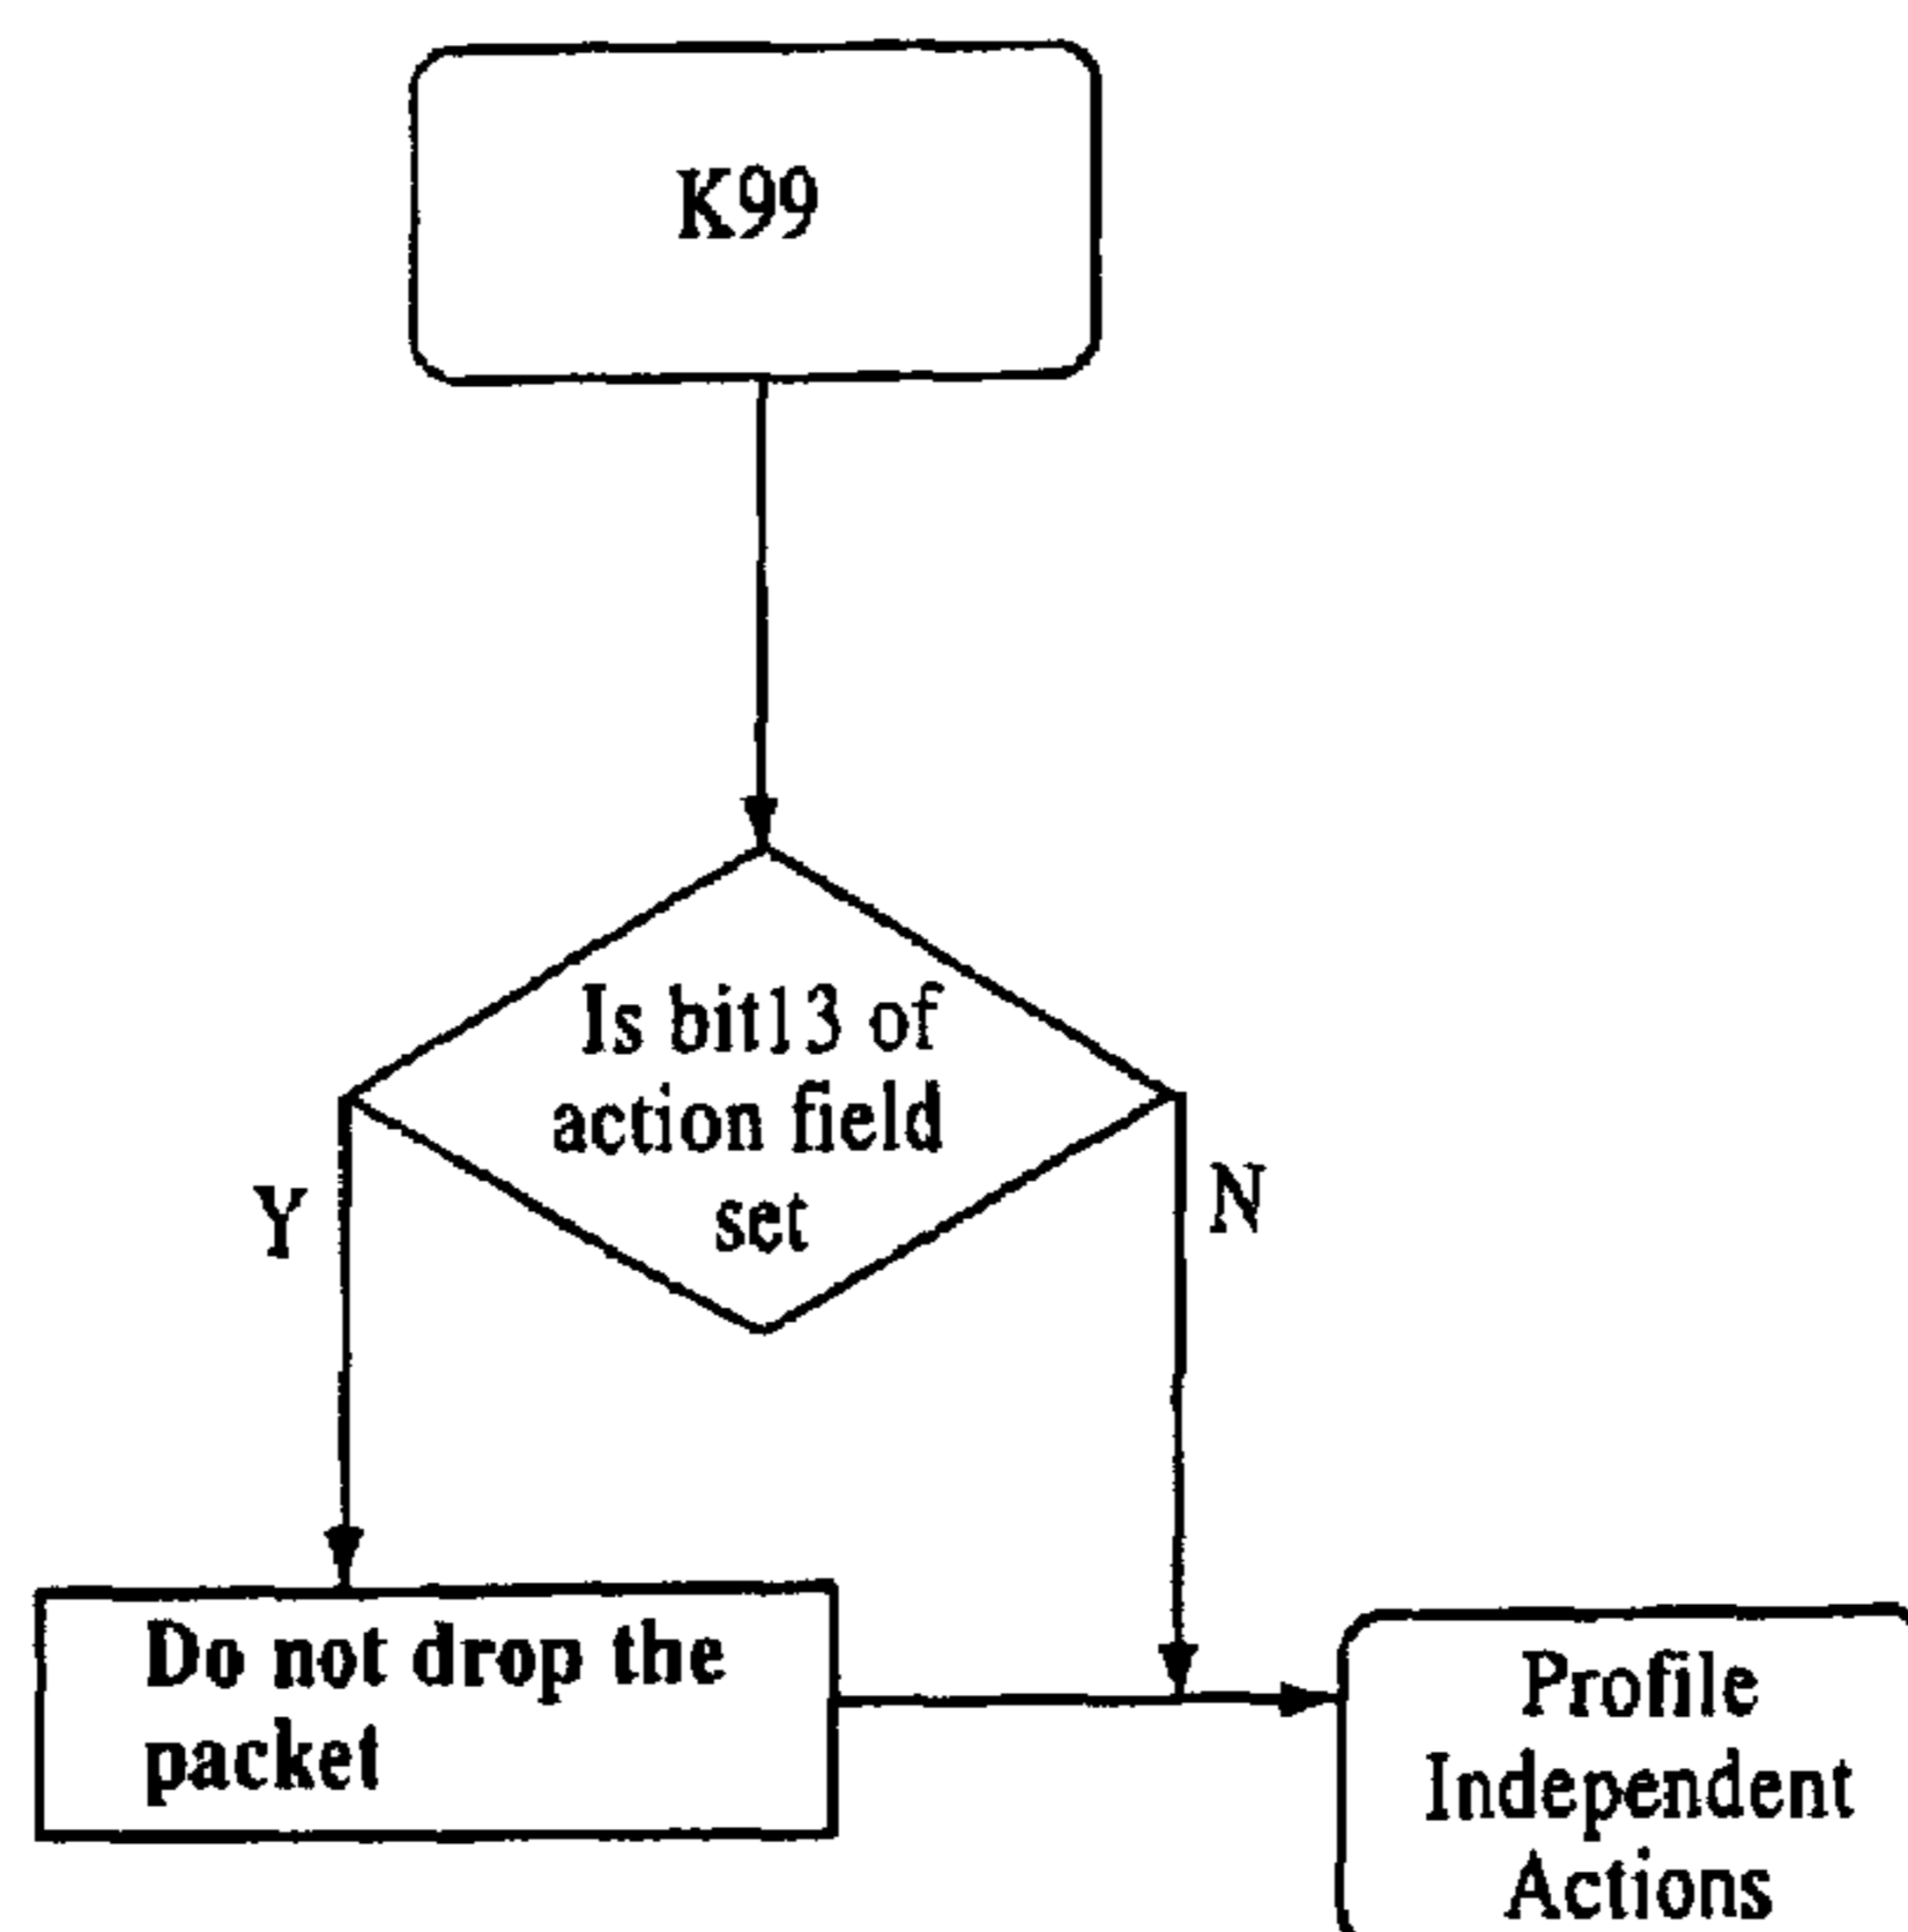 K99
Is bit13 of
action field
set
Y
N
Do not drop the
packet
Profile
Independent
Actions